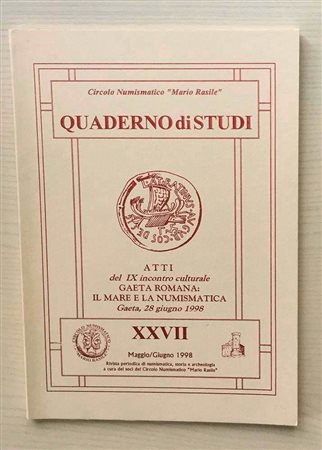 Circolo Numismatico "Mario Rasile"
QUADERNO di STUDI
ATTI
del IX incontro culturale
GAETA ROMANA:
IL MARE E LA NUMISMATICA
Gaeta, 28 giugno 1998
XXVII
Maggio/Giugno 1998
Rivista periodica di numismatica, storia e archeologia
a cura dei soci del Circolo Numismatico "Mario Rasile"